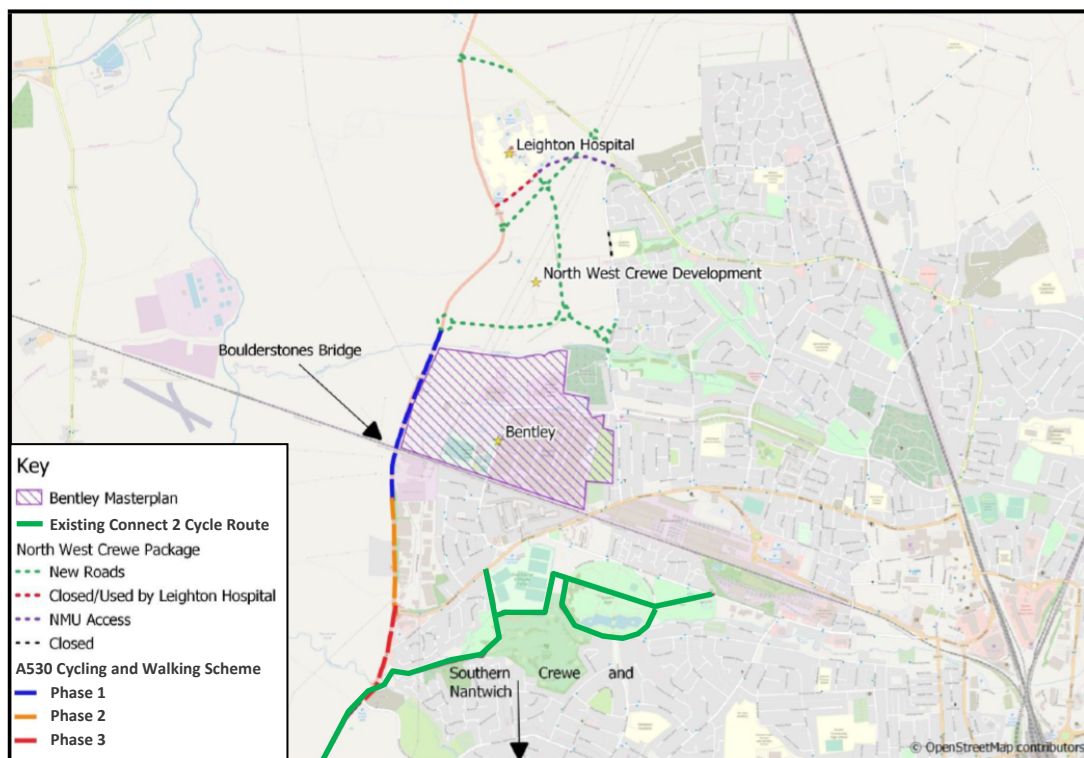 Leighton Hospital
North West Crewe Development
Boulderstones Bridge
Bentley
Southern Crewe and
Nantwich
Key
Bentley Masterplan
Existing Connect 2 Cycle Route
North West Crewe Package
New Roads
Closed/Used by Leighton Hospital
NMU Access
Closed
A530 Cycling and Walking Scheme
Phase 1
Phase 2
Phase 3
© OpenStreetMap contributors